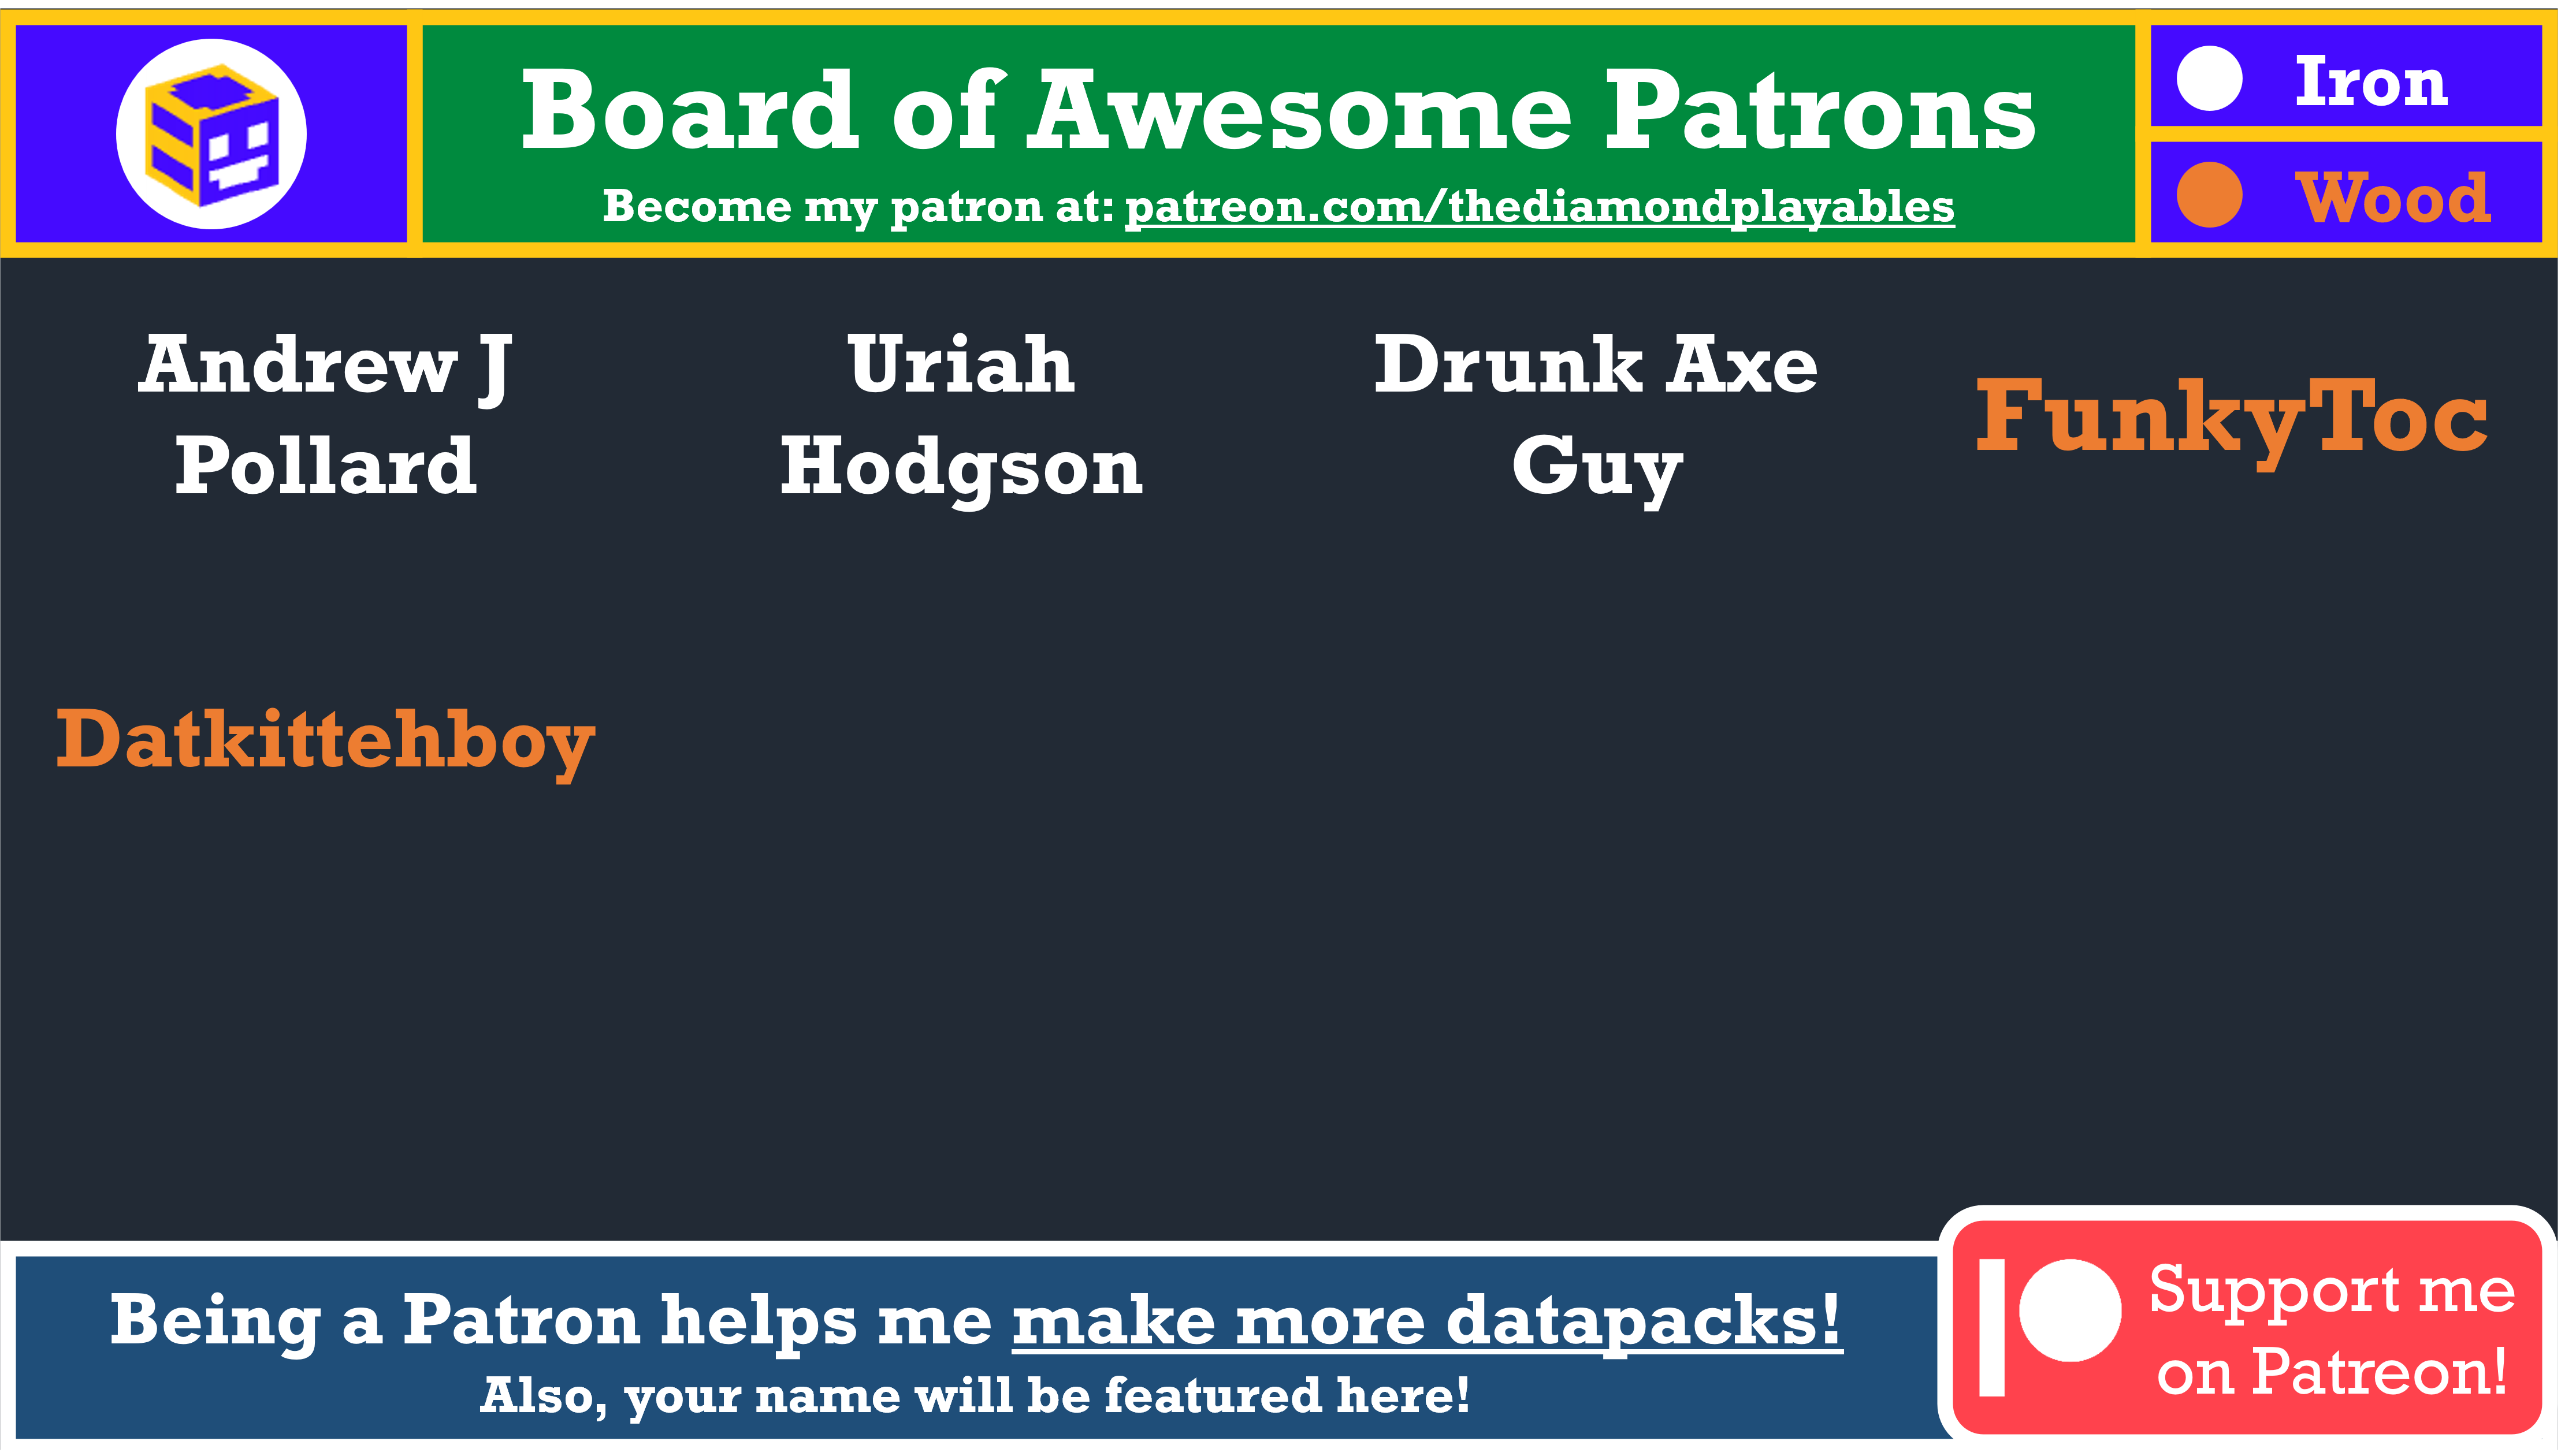 Board of Awesome Patrons
Become my patron at: patreon.com/thediamondplayables
Iron
Wood
Andrew J
Pollard
Uriah
Hodgson
Drunk Axe
Guy
FunkyToc
Datkittehboy
Being a Patron helps me make more datapacks!
Also, your name will be featured here!
Support me
on Patreon!